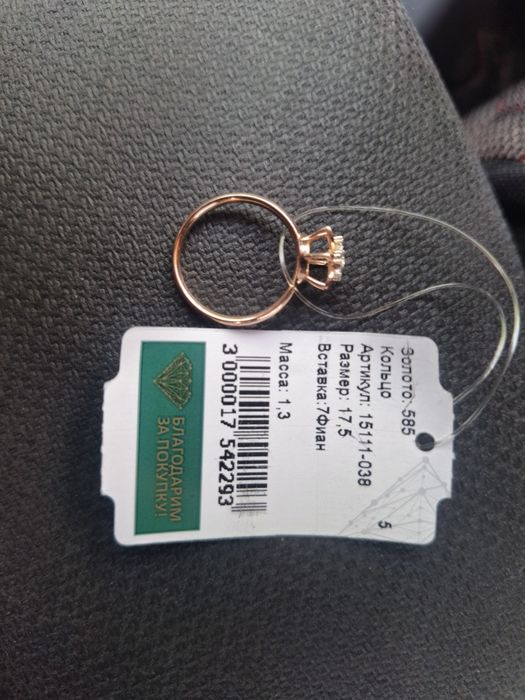 Золото: 585
Кольцо
Артикул: 15111-038
Размер: 17,5
5
Вставка:7Фиан
Масса: 1,3
3 000017 542293
БЛАГОДАРИМ
ЗА ПОКУПКУ!